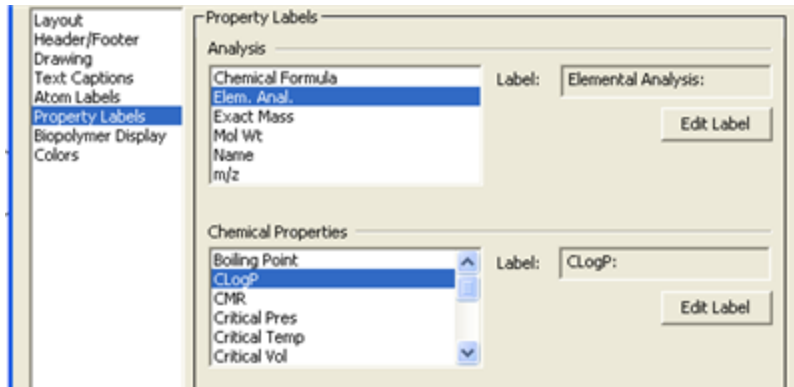 Layout
Header/Footer
Drawing
Text Captions
Atom Labels
Property Labels
Biopolymer Display
Colors
Property Labels
Analysis
Chemical Formula
Elem. Anal.
Exact Mass
Mol Wt
Name
m/z
Label: Elemental Analysis:
Edit Label
Chemical Properties
Boiling Point
CLogP
CMR
Critical Pres
Critical Temp
Critical Vol
Label: CLogP:
Edit Label